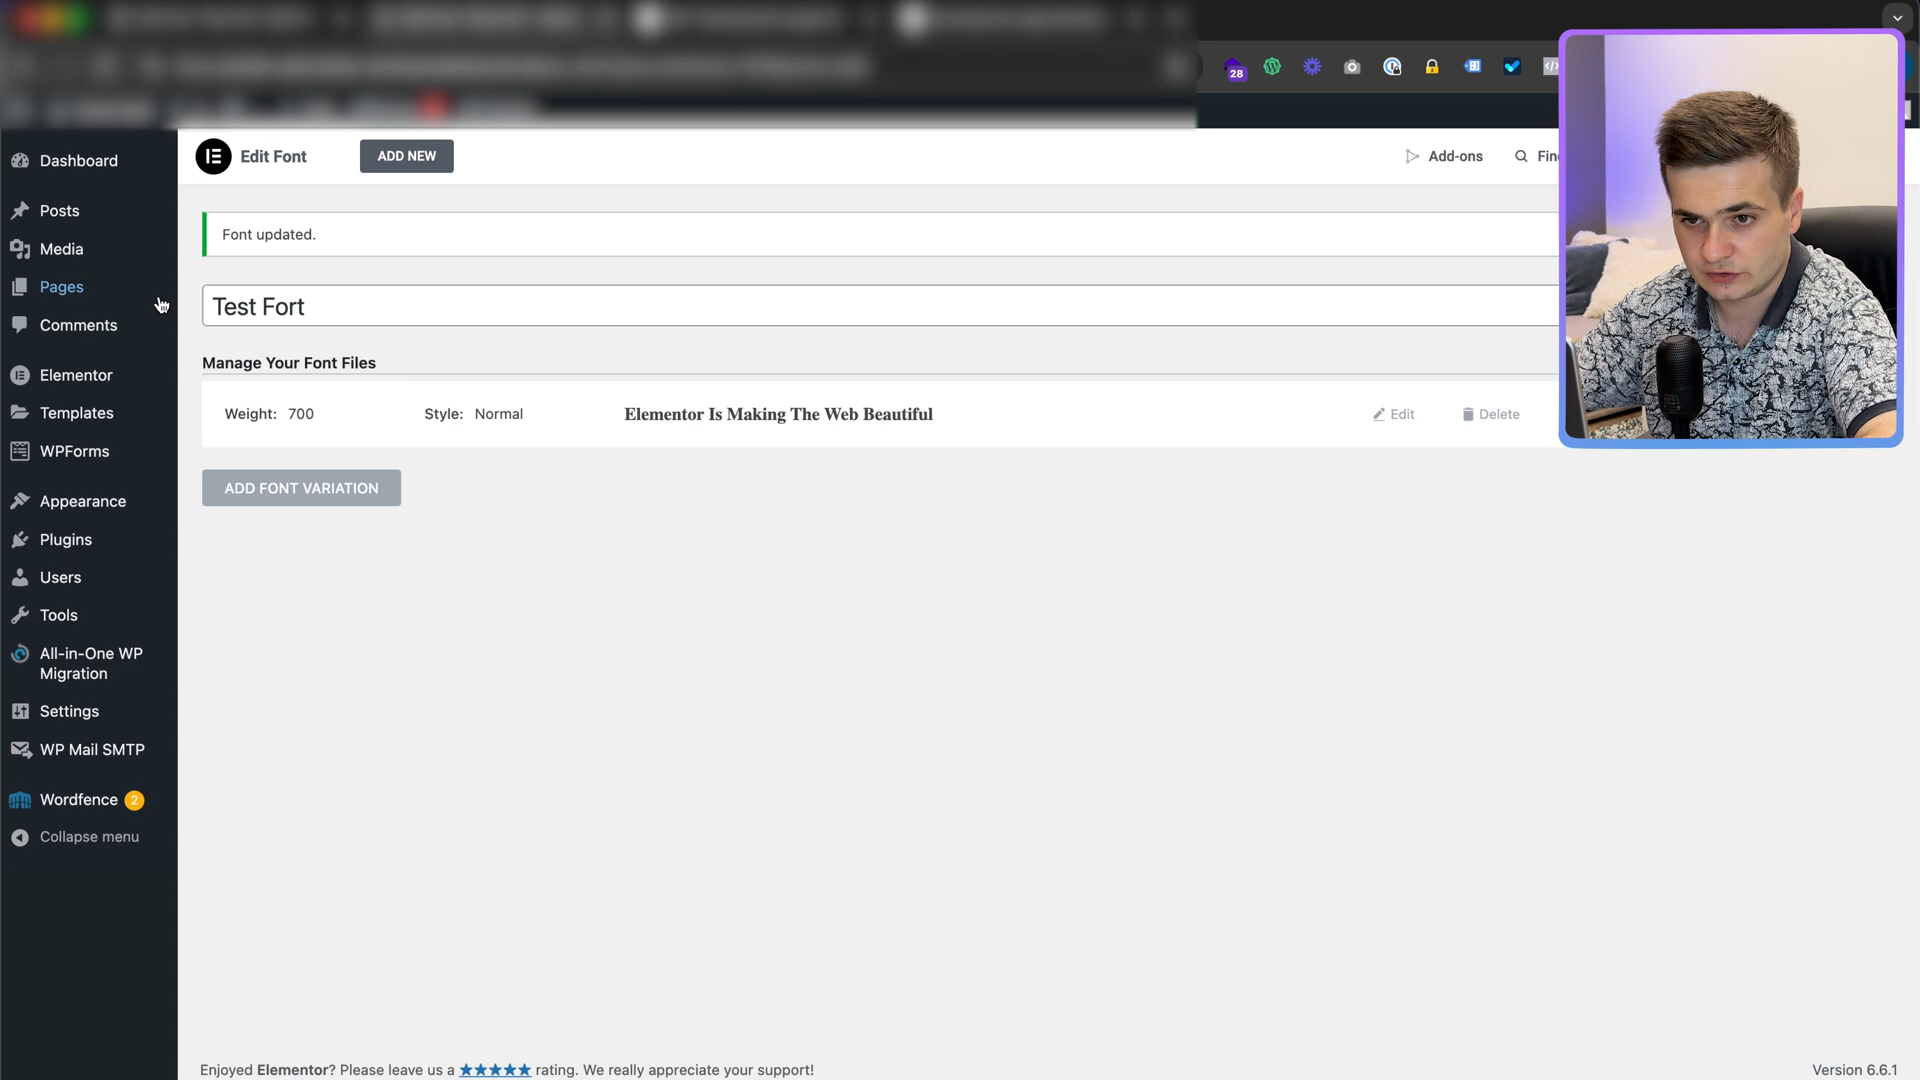 28
Dashboard
Edit Font
ADD NEW
Add-ons
Posts
Font updated.
Media
Pages
Test Fort
Comments
Manage Your Font Files
Elementor
Weight: 700
Style: Normal
Elementor Is Making The Web Beautiful
Edit
Delete
Templates
WPForms
ADD FONT VARIATION
Appearance
Plugins
Users
Tools
All-in-One WP
Migration
Settings
WP Mail SMTP
Wordfence 2
Collapse menu
Enjoyed Elementor? Please leave us a ★★★★★ rating. We really appreciate your support!
Version 6.6.1